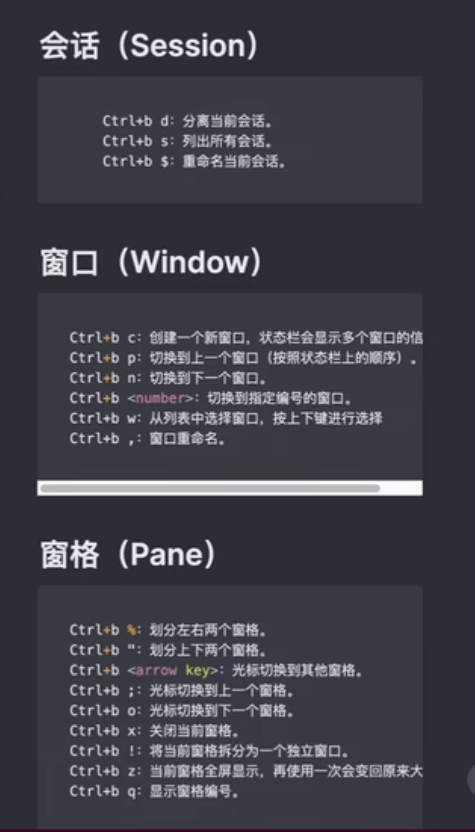 会话（Session）
Ctrl+b d: 分离当前会话。
Ctrl+b s: 列出所有会话。
Ctrl+b $: 重命名当前会话。
窗口（Window）
Ctrl+b c: 创建一个新窗口，状态栏会显示多个窗口的信
Ctrl+b p: 切换到上一个窗口（按照状态栏上的顺序）。
Ctrl+b n: 切换到下一个窗口。
Ctrl+b <number>: 切换到指定编号的窗口。
Ctrl+b w: 从列表中选择窗口，按上下键进行选择
Ctrl+b ,: 窗口重命名。
窗格（Pane）
Ctrl+b %: 划分左右两个窗格。
Ctrl+b ": 划分上下两个窗格。
Ctrl+b <arrow key>: 光标切换到其他窗格。
Ctrl+b ;: 光标切换到上一个窗格。
Ctrl+b o: 光标切换到下一个窗格。
Ctrl+b x: 关闭当前窗格。
Ctrl+b !: 将当前窗格拆分为一个独立窗口。
Ctrl+b z: 当前窗格全屏显示，再使用一次会变回原来大
Ctrl+b q: 显示窗格编号。